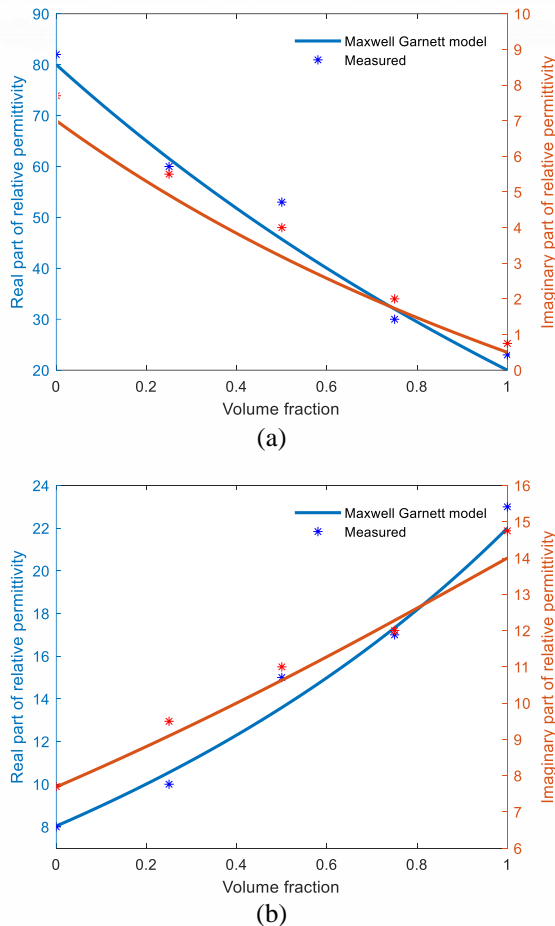 90
80
70
60
50
40
30
20
Real part of relative permittivity
10
9
8
7
6
5
4
3
2
1
0
Imaginary part of relative permittivity
Maxwell Garnett model
Measured
0 0.2 0.4 0.6 0.8 1
Volume fraction
(a)
24
22
20
18
16
14
12
10
8
Real part of relative permittivity
16
15
14
13
12
11
10
9
8
7
6
Imaginary part of relative permittivity
Maxwell Garnett model
Measured
0 0.2 0.4 0.6 0.8 1
Volume fraction
(b)